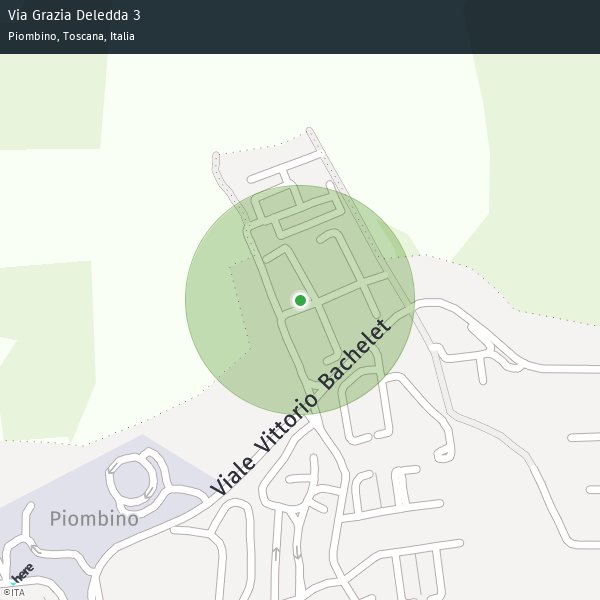 Via Grazia Deledda 3
Piombino, Toscana, Italia
Viale Vittorio Bachelet
Piombino
here
©ITA